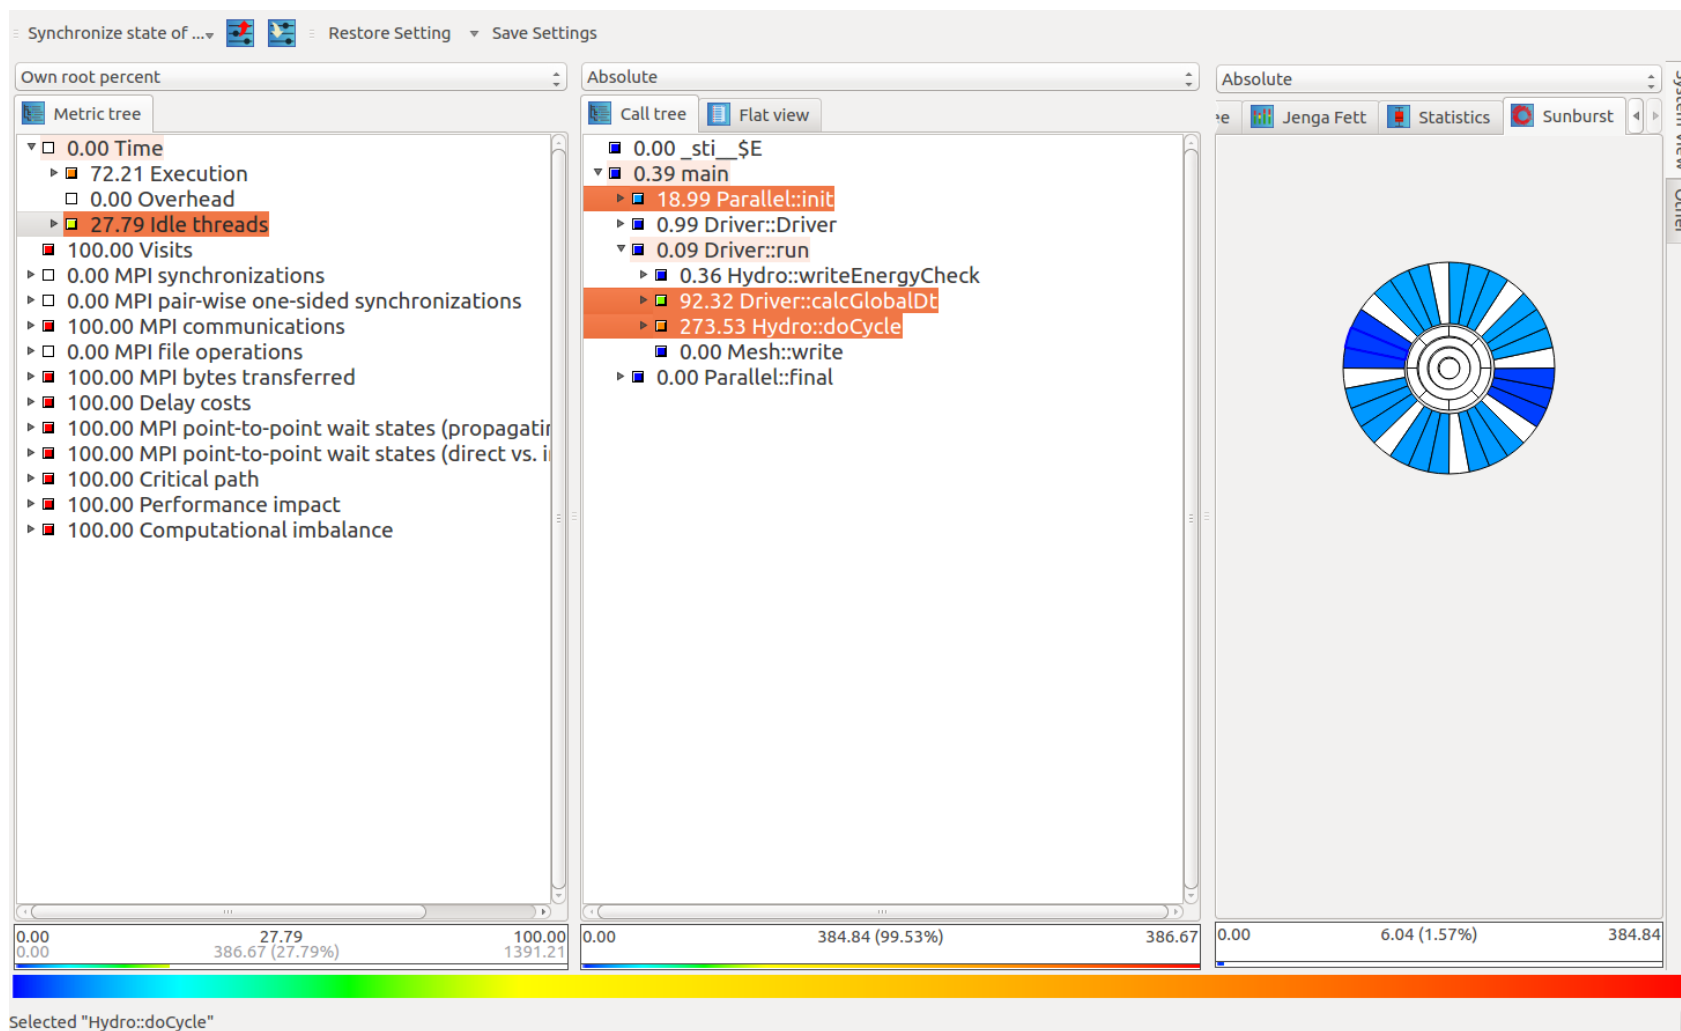 Synchronize state of ... Restore Setting Save Settings
Own root percent
Metric tree
0.00 Time
72.21 Execution
0.00 Overhead
27.79 Idle threads
100.00 Visits
0.00 MPI synchronizations
0.00 MPI pair-wise one-sided synchronizations
100.00 MPI communications
0.00 MPI file operations
100.00 MPI bytes transferred
100.00 Delay costs
100.00 MPI point-to-point wait states (propagatin
100.00 MPI point-to-point wait states (direct vs. i
100.00 Critical path
100.00 Performance impact
100.00 Computational imbalance
0.00 27.79 100.00
0.00 386.67 (27.79%) 1391.21
Absolute
Call tree Flat view
0.00 _sti__$E
0.39 main
18.99 Parallel::init
0.99 Driver::Driver
0.09 Driver::run
0.36 Hydro::writeEnergyCheck
92.32 Driver::calcGlobalDt
273.53 Hydro::doCycle
0.00 Mesh::write
0.00 Parallel::final
0.00 384.84 (99.53%) 386.67
Absolute
ee Jenga Fett Statistics Sunburst
0.00 6.04 (1.57%) 384.84
System View
Other
Selected "Hydro::doCycle"